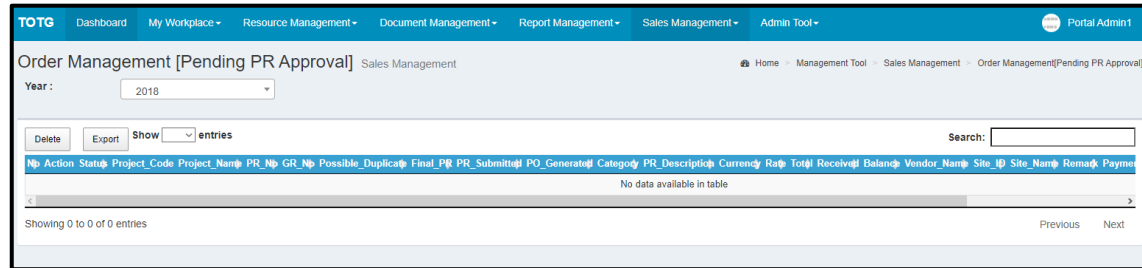 TOTG Dashboard My Workplace Resource Management Document Management Report Management Sales Management Admin Tool Portal Admin1
Order Management [Pending PR Approval] Sales Management Home > Management Tool > Sales Management > Order Management[Pending PR Approval]
Year : 2018
Delete Export Show entries Search:
No Action Status Project_Code Project_Name PR_No GR_No Possible_Duplicate Final_PR PR_Submitted PO_Generated Category PR_Description Currency Rate Total Received Balance Vendor_Name Site_ID Site_Name Remark
No data available in table
Showing 0 to 0 of 0 entries Previous Next